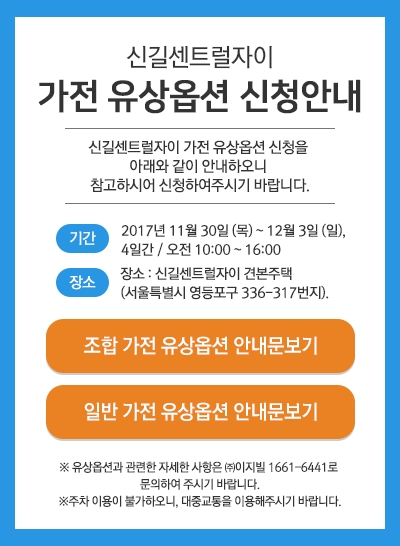 신길센트럴자이
가전 유상옵션 신청안내
신길센트럴자이 가전 유상옵션 신청을
아래와 같이 안내하오니
참고하시어 신청하여주시기 바랍니다.
기간
2017년 11월 30일 (목) ~ 12월 3일 (일),
4일간 / 오전 10:00 ~ 16:00
장소
장소 : 신길센트럴자이 견본주택
(서울특별시 영등포구 336-317번지).
조합 가전 유상옵션 안내문보기
일반 가전 유상옵션 안내문보기
※ 유상옵션과 관련한 자세한 사항은 ㈜이지빌 1661-6441로
문의하여 주시기 바랍니다.
※주차 이용이 불가하오니, 대중교통을 이용해주시기 바랍니다.